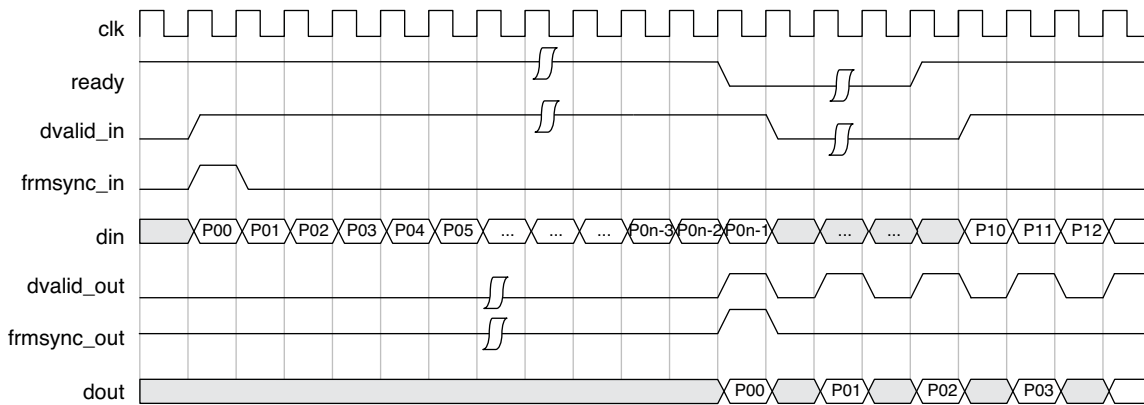 clk
ready
dvalid_in
frmsync_in
din P00 P01 P02 P03 P04 P05 ... ... ... P0n-3 P0n-2 P0n-1 ... ... P10 P11 P12
dvalid_out
frmsync_out
dout P00 P01 P02 P03